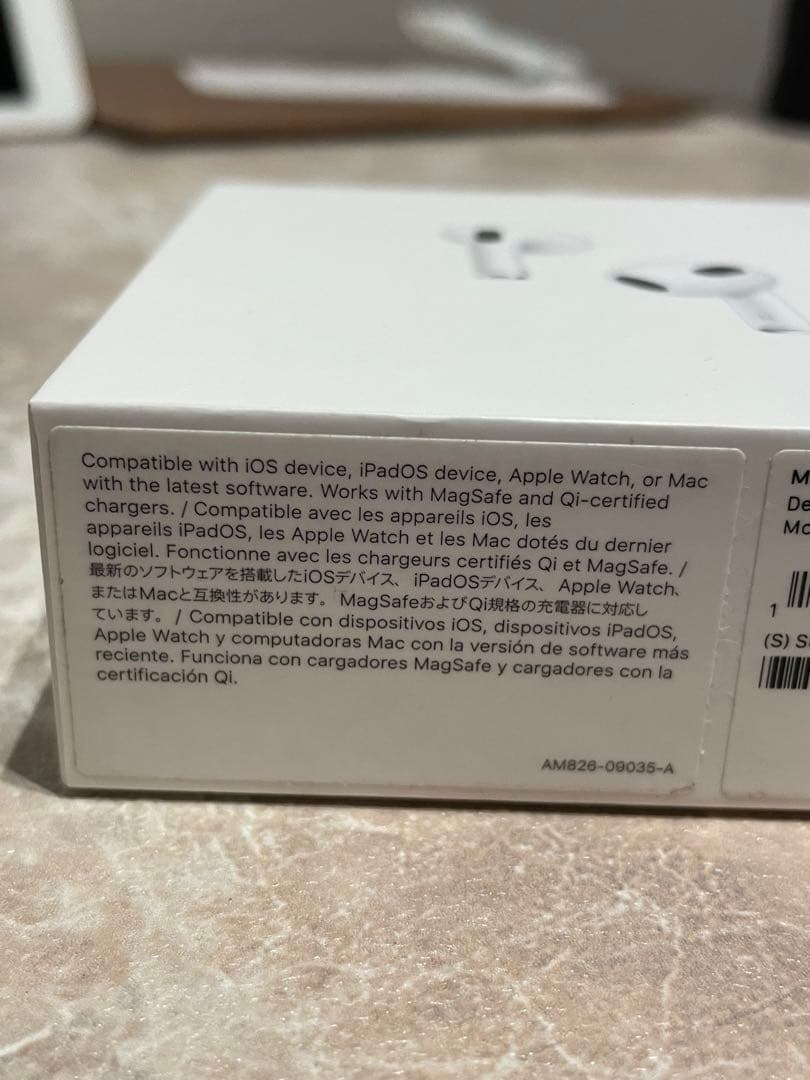 Compatible with iOS device, iPadOS device, Apple Watch, or Mac
with the latest software. Works with MagSafe and Qi-certified
chargers. / Compatible avec les appareils iOS, les
appareils iPadOS, les Apple Watch et les Mac dotés du dernier
logiciel. Fonctionne avec les chargeurs certifiés Qi et MagSafe. /
最新のソフトウェアを搭載したiOSデバイス、iPadOSデバイス、Apple Watch、
またはMacと互換性があります。MagSafeおよびQi規格の充電器に対応し
ています。 / Compatible con dispositivos iOS, dispositivos iPadOS,
Apple Watch y computadoras Mac con la versión de software más
reciente. Funciona con cargadores MagSafe y cargadores con la
certificación Qi.
AM826-09035-A
M
De
Mo
1
(S) S